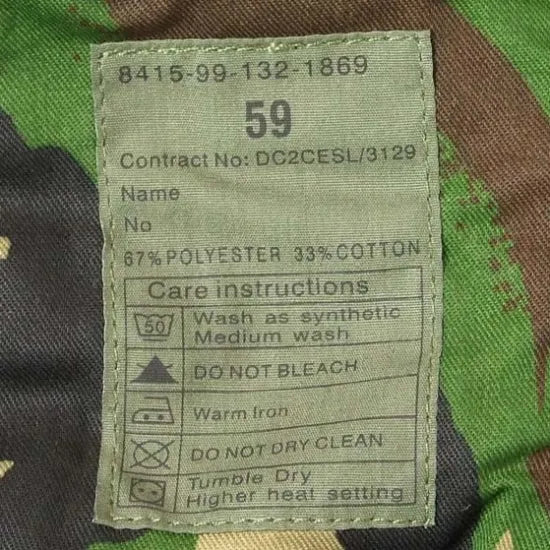 8415-99-132-1869
59
Contract No: DC2CESL/3129
Name
No
67% POLYESTER 33% COTTON
Care instructions
50 Wash as synthetic
Medium wash
DO NOT BLEACH
Warm Iron
DO NOT DRY CLEAN
Tumble Dry
Higher heat setting